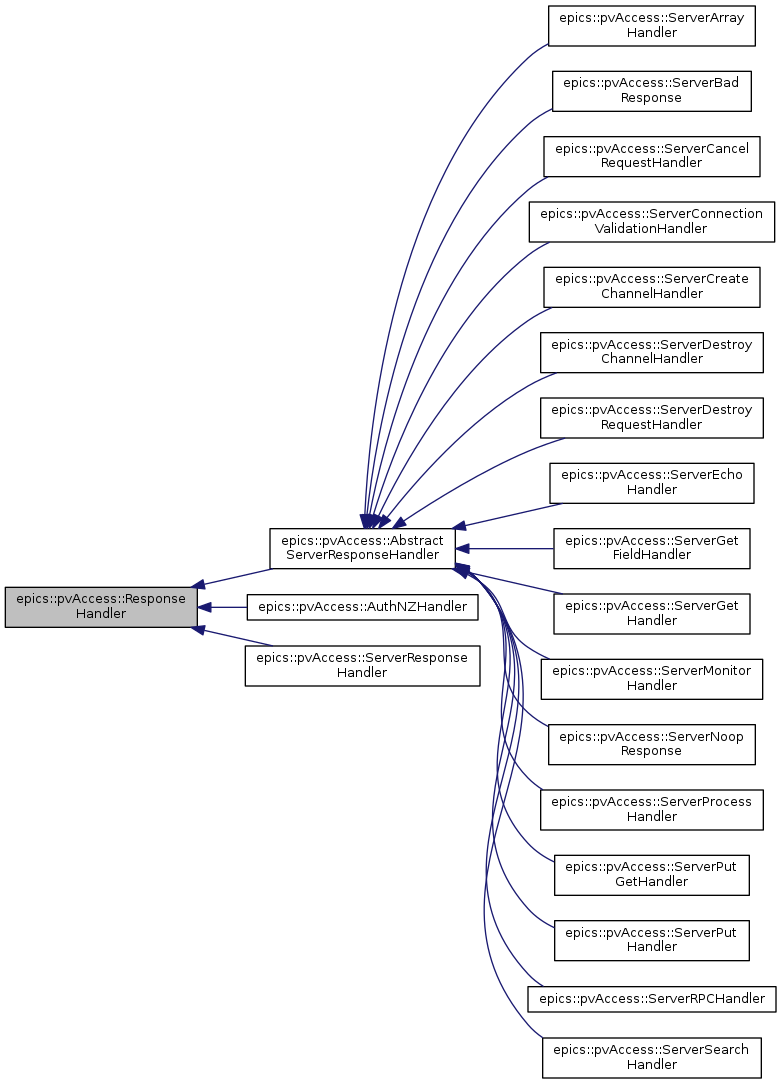 epics::pvAccess::ServerArray
Handler
epics::pvAccess::ServerBad
Response
epics::pvAccess::ServerCancel
RequestHandler
epics::pvAccess::ServerConnection
ValidationHandler
epics::pvAccess::ServerCreate
ChannelHandler
epics::pvAccess::ServerDestroy
ChannelHandler
epics::pvAccess::ServerDestroy
RequestHandler
epics::pvAccess::ServerEcho
Handler
epics::pvAccess::Abstract
ServerResponseHandler
epics::pvAccess::ServerGet
FieldHandler
epics::pvAccess::Response
Handler
epics::pvAccess::AuthNZHandler
epics::pvAccess::ServerGet
Handler
epics::pvAccess::ServerResponse
Handler
epics::pvAccess::ServerMonitor
Handler
epics::pvAccess::ServerNoop
Response
epics::pvAccess::ServerProcess
Handler
epics::pvAccess::ServerPut
GetHandler
epics::pvAccess::ServerPut
Handler
epics::pvAccess::ServerRPCHandler
epics::pvAccess::ServerSearch
Handler